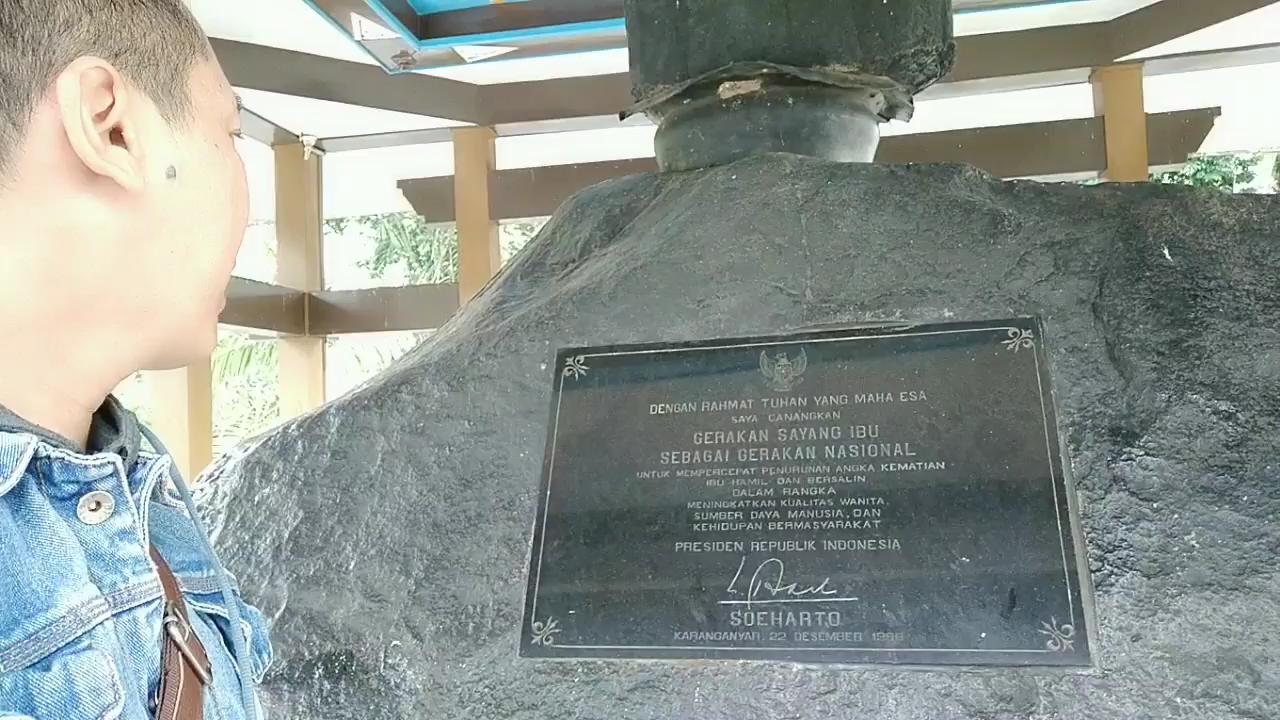 DENGAN RAHMAT TUHAN YANG MAHA ESA
SAYA CANANGKAN
GERAKAN SAYANG IBU
SEBAGAI GERAKAN NASIONAL
UNTUK MEMPERCEPAT PENURUNAN ANGKA KEMATIAN
IBU HAMIL DAN BERSALIN
DALAM RANGKA
MENINGKATKAN KUALITAS WANITA,
SUMBER DAYA MANUSIA, DAN
KEHIDUPAN BERMASYARAKAT
PRESIDEN REPUBLIK INDONESIA
SOEHARTO
KARANGANYAR, 22 DESEMBER 1996